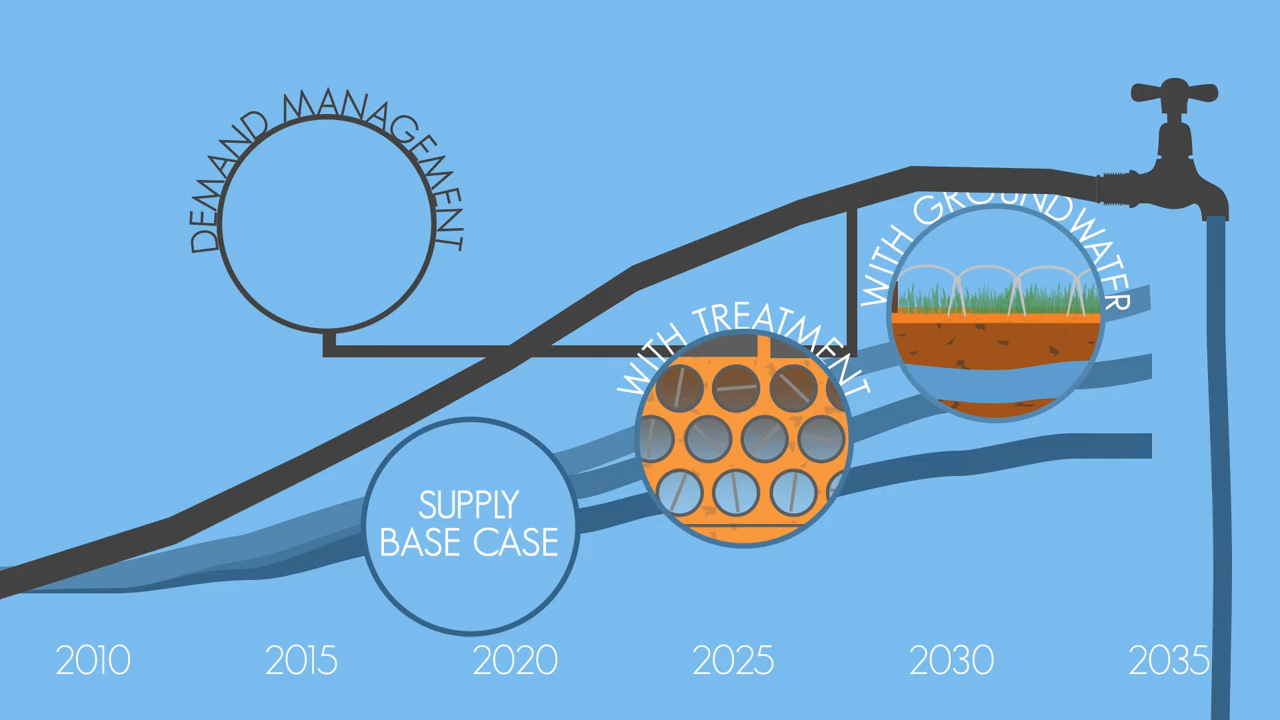 DEMAND MANAGEMENT
WITH GROUNDWATER
WITH TREATMENT
SUPPLY
BASE CASE
2010 2015 2020 2025 2030 2035